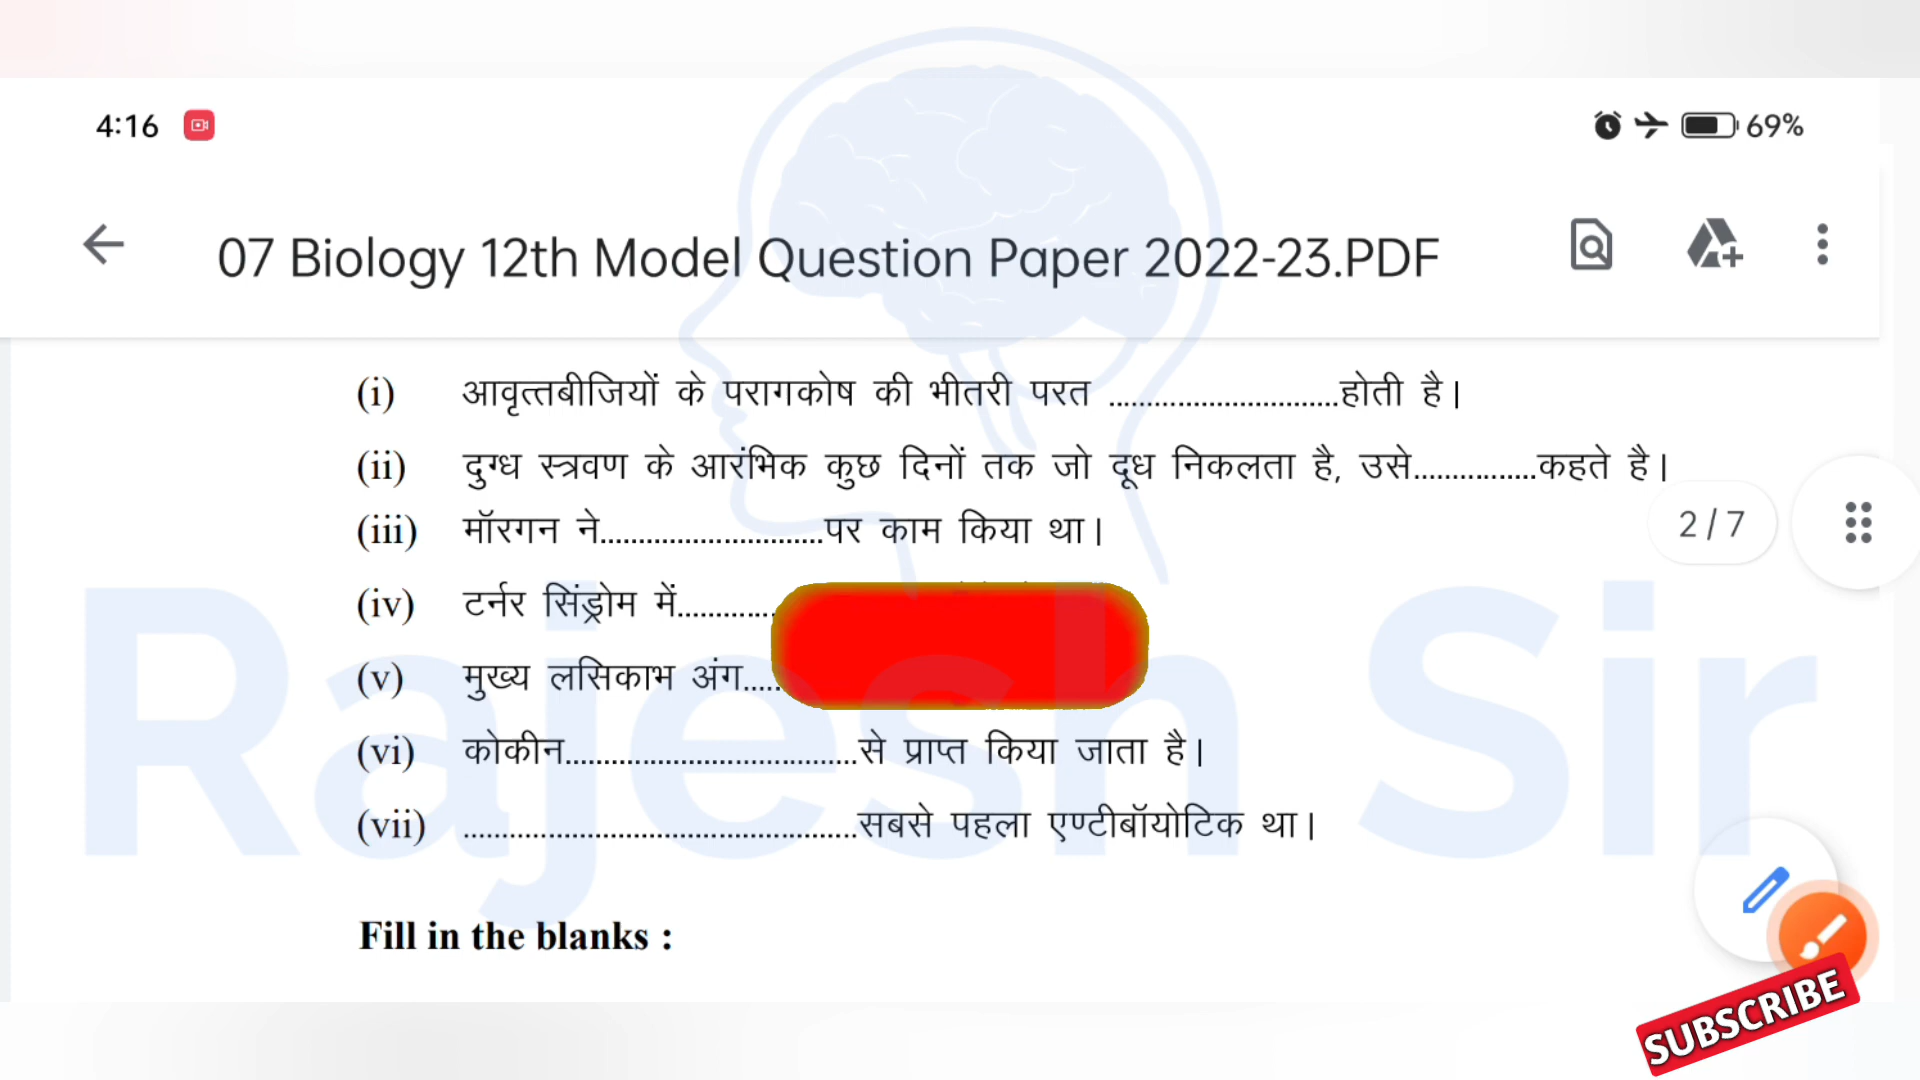 4:16
69%
07 Biology 12th Model Question Paper 2022-23.PDF
(i) आवृत्तबीजियों के परागकोष की भीतरी परत ..............................होती है।
(ii) दुग्ध स्त्रवण के आरंभिक कुछ दिनों तक जो दूध निकलता है, उसे................कहते है।
2 / 7
(iii) मॉरगन ने.............................पर काम किया था।
(iv) टर्नर सिंड्रोम में.............
(v) मुख्य लसिकाभ अंग.....
(vi) कोकीन......................................से प्राप्त किया जाता है।
(vii) ...................................................सबसे पहला एण्टीबॉयोटिक था।
Fill in the blanks :
Rajesh Sir
SUBSCRIBE